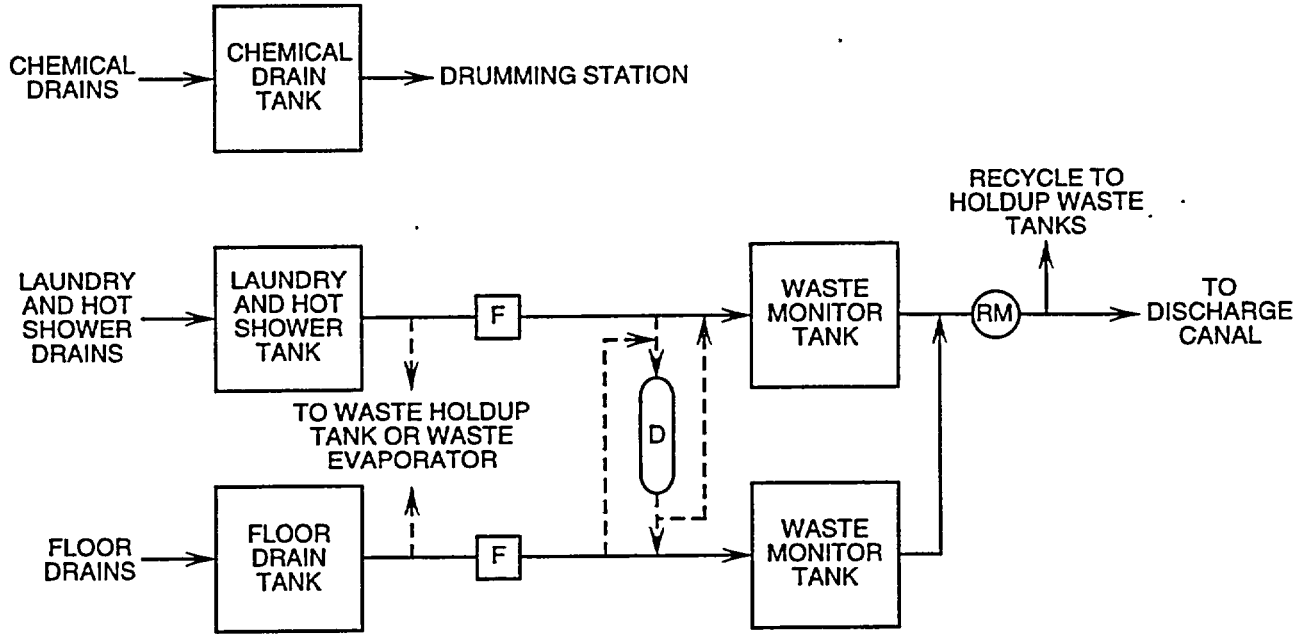 CHEMICAL
DRAINS
CHEMICAL
DRAIN
TANK
DRUMMING STATION
RECYCLE TO
HOLDUP WASTE
TANKS
LAUNDRY
AND HOT
SHOWER
DRAINS
LAUNDRY
AND HOT
SHOWER
TANK
F
WASTE
MONITOR
TANK
RM
TO
DISCHARGE
CANAL
TO WASTE HOLDUP
TANK OR WASTE
EVAPORATOR
D
FLOOR
DRAINS
FLOOR
DRAIN
TANK
F
WASTE
MONITOR
TANK